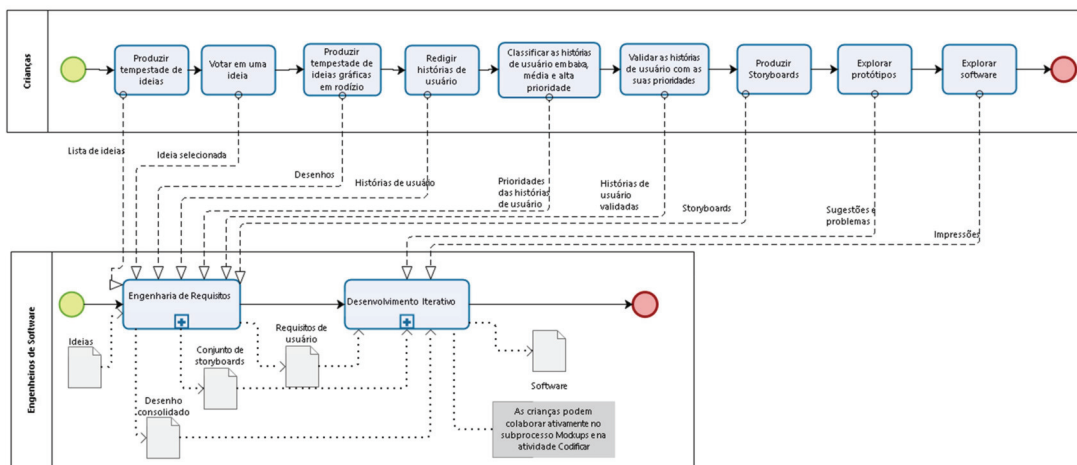 Crianças
Produzir
tempestade de
ideias
Votar em uma
ideia
Produzir
tempestade de
ideias gráficas
em rodízio
Redigir
histórias de
usuário
Classificar as histórias
de usuário em baixa,
média e alta
prioridade
Validar as histórias
de usuário com as
suas prioridades
Produzir
Storyboards
Explorar
protótipos
Explorar
software
Lista de ideias
Ideia selecionada
Desenhos
Histórias de usuário
Prioridades
das histórias
de usuário
Histórias de
usuário
validadas
Storyboards
Sugestões e
problemas
Impressões
Engenheiros de Software
Engenharia de Requisitos
Desenvolvimento Iterativo
Ideias
Conjunto de
storyboards
Requisitos de
usuário
Desenho
consolidado
Software
As crianças podem
colaborar ativamente no
subprocesso Mockups e na
atividade Codificar